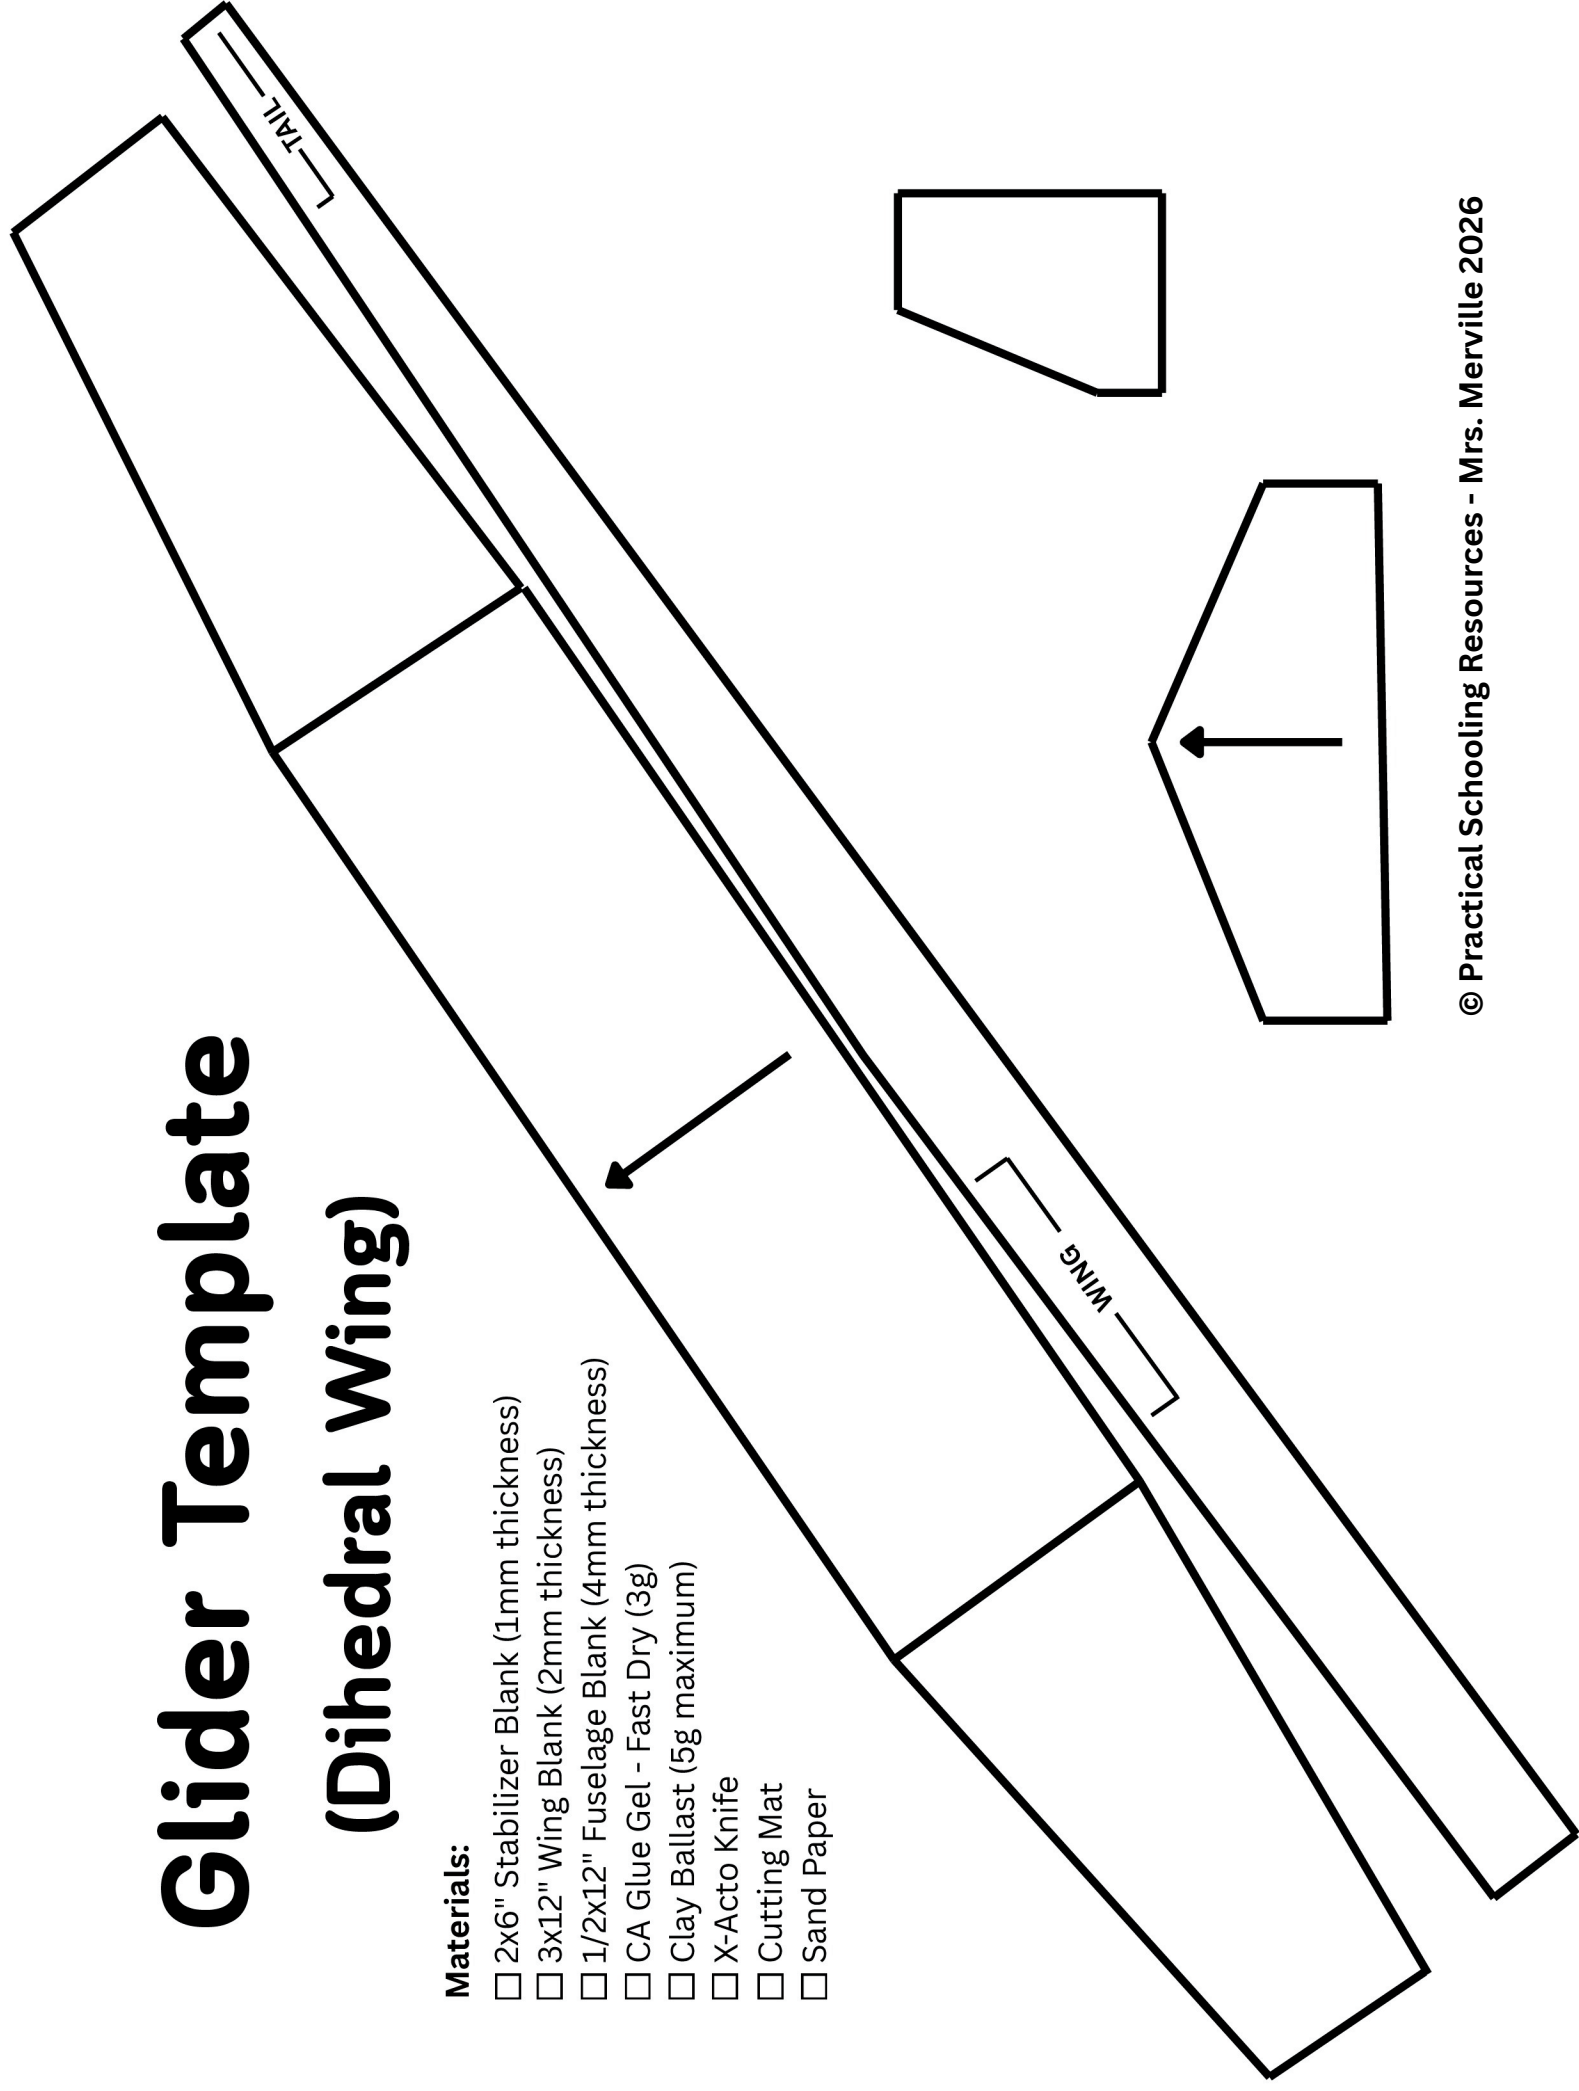 Glider Template
(Dihedral Wing)
Materials:
☐ 2x6" Stabilizer Blank (1mm thickness)
☐ 3x12" Wing Blank (2mm thickness)
☐ 1/2x12" Fuselage Blank (4mm thickness)
☐ CA Glue Gel - Fast Dry (3g)
☐ Clay Ballast (5g maximum)
☐ X-Acto Knife
☐ Cutting Mat
☐ Sand Paper
WING
TAIL
© Practical Schooling Resources - Mrs. Merville 2026